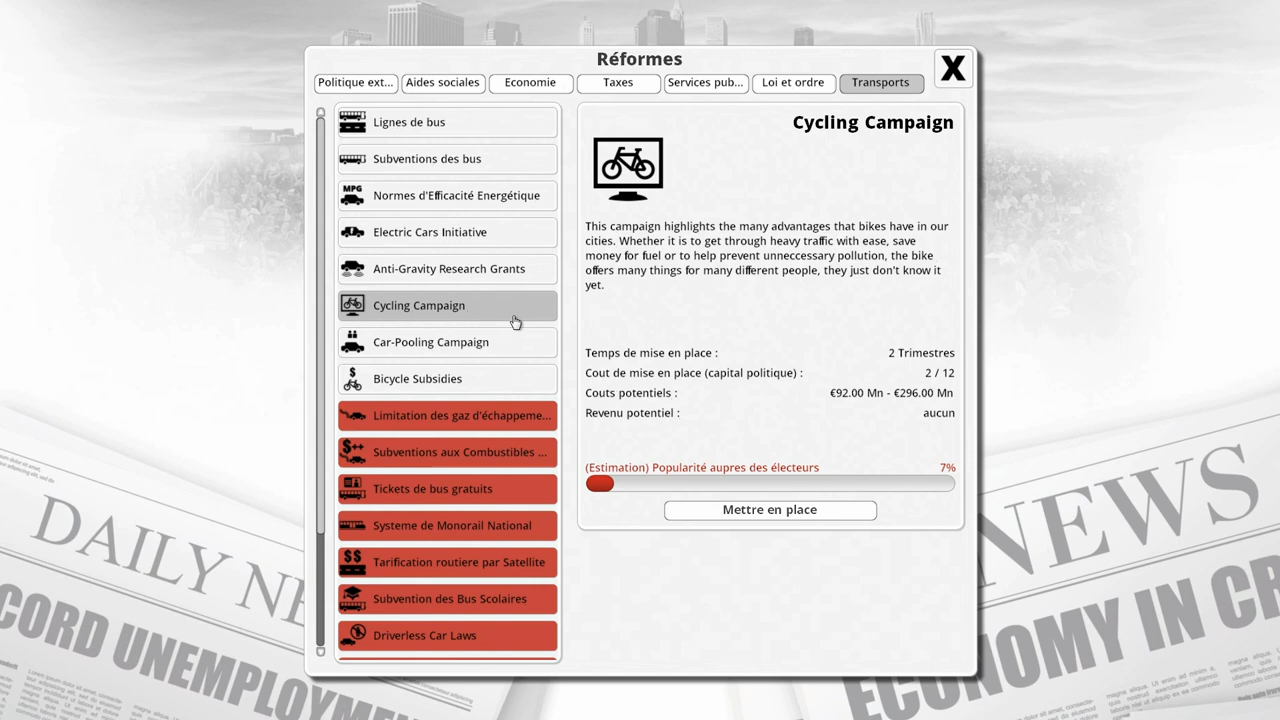 Réformes
X
Politique ext...
Aides sociales
Economie
Taxes
Services pub...
Loi et ordre
Transports
Lignes de bus
Subventions des bus
MPG
Normes d'Efficacité Energétique
Electric Cars Initiative
Anti-Gravity Research Grants
Cycling Campaign
Car-Pooling Campaign
$
Bicycle Subsidies
Limitation des gaz d'échappeme...
$
Subventions aux Combustibles ...
Tickets de bus gratuits
Systeme de Monorail National
$$
Tarification routiere par Satellite
Subvention des Bus Scolaires
Driverless Car Laws
Cycling Campaign
This campaign highlights the many advantages that bikes have in our
cities. Whether it is to get through heavy traffic with ease, save
money for fuel or to help prevent unneccessary pollution, the bike
offers many things for many different people, they just don't know it
yet.
Temps de mise en place : 2 Trimestres
Cout de mise en place (capital politique) : 2 / 12
Couts potentiels : €92.00 Mn - €296.00 Mn
Revenu potentiel : aucun
(Estimation) Popularité aupres des électeurs 7%
Mettre en place
DAILY NE
CORD UNEMPLOYM
NEWS
ECONOMY IN CR